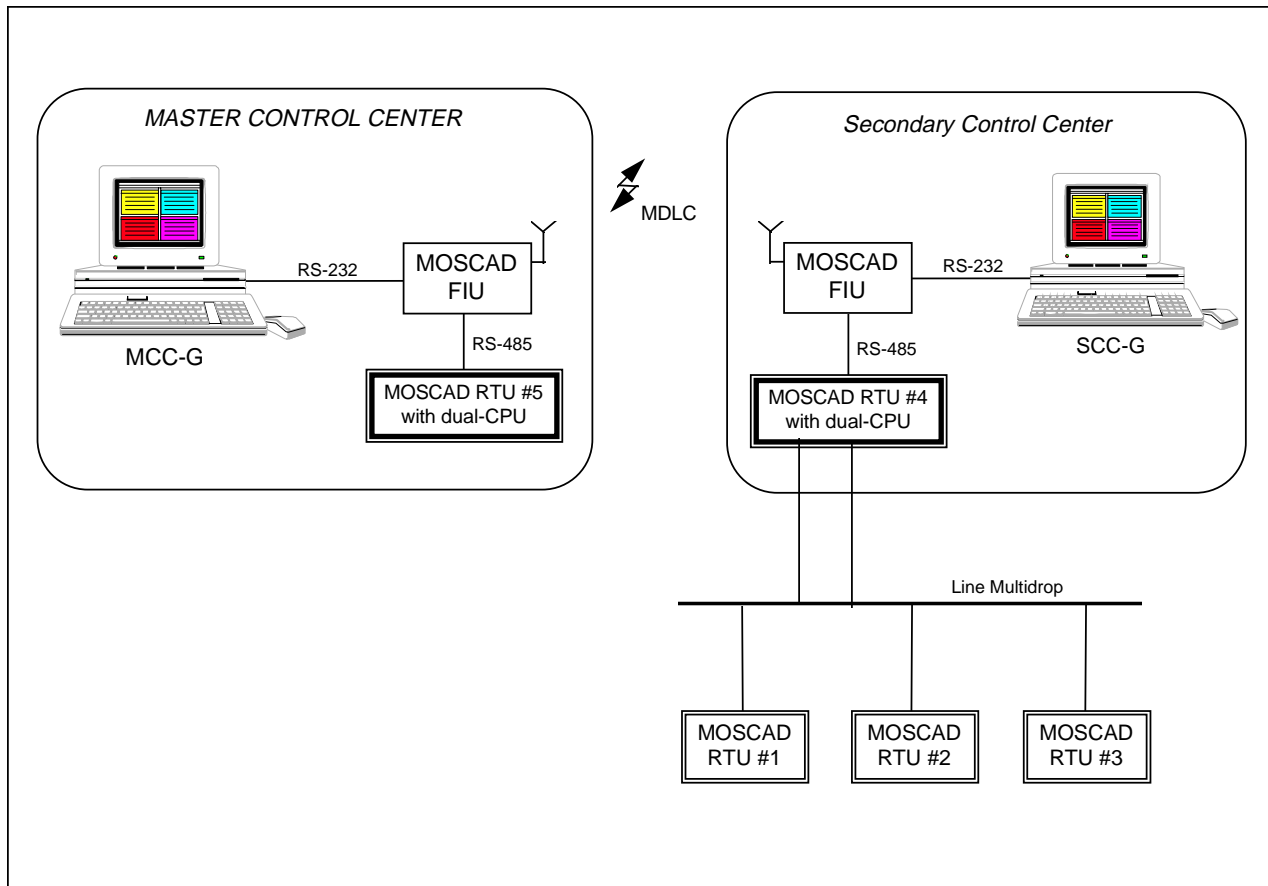 MASTER CONTROL CENTER
MCC-G
RS-232
MOSCAD
FIU
RS-485
MOSCAD RTU #5
with dual-CPU
MDLC
Secondary Control Center
MOSCAD
FIU
RS-232
SCC-G
RS-485
MOSCAD RTU #4
with dual-CPU
Line Multidrop
MOSCAD
RTU #1
MOSCAD
RTU #2
MOSCAD
RTU #3